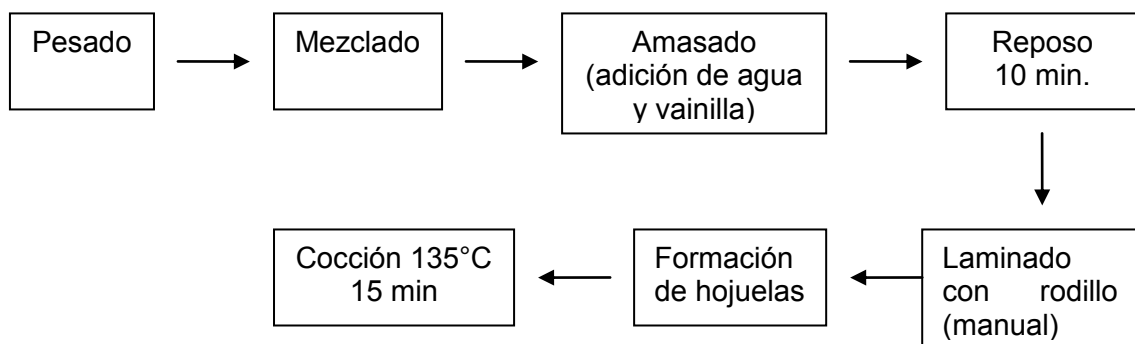 Pesado
Mezclado
Amasado
(adición de agua
y vainilla)
Reposo
10 min.
Laminado
con rodillo
(manual)
Formación
de hojuelas
Cocción 135°C
15 min